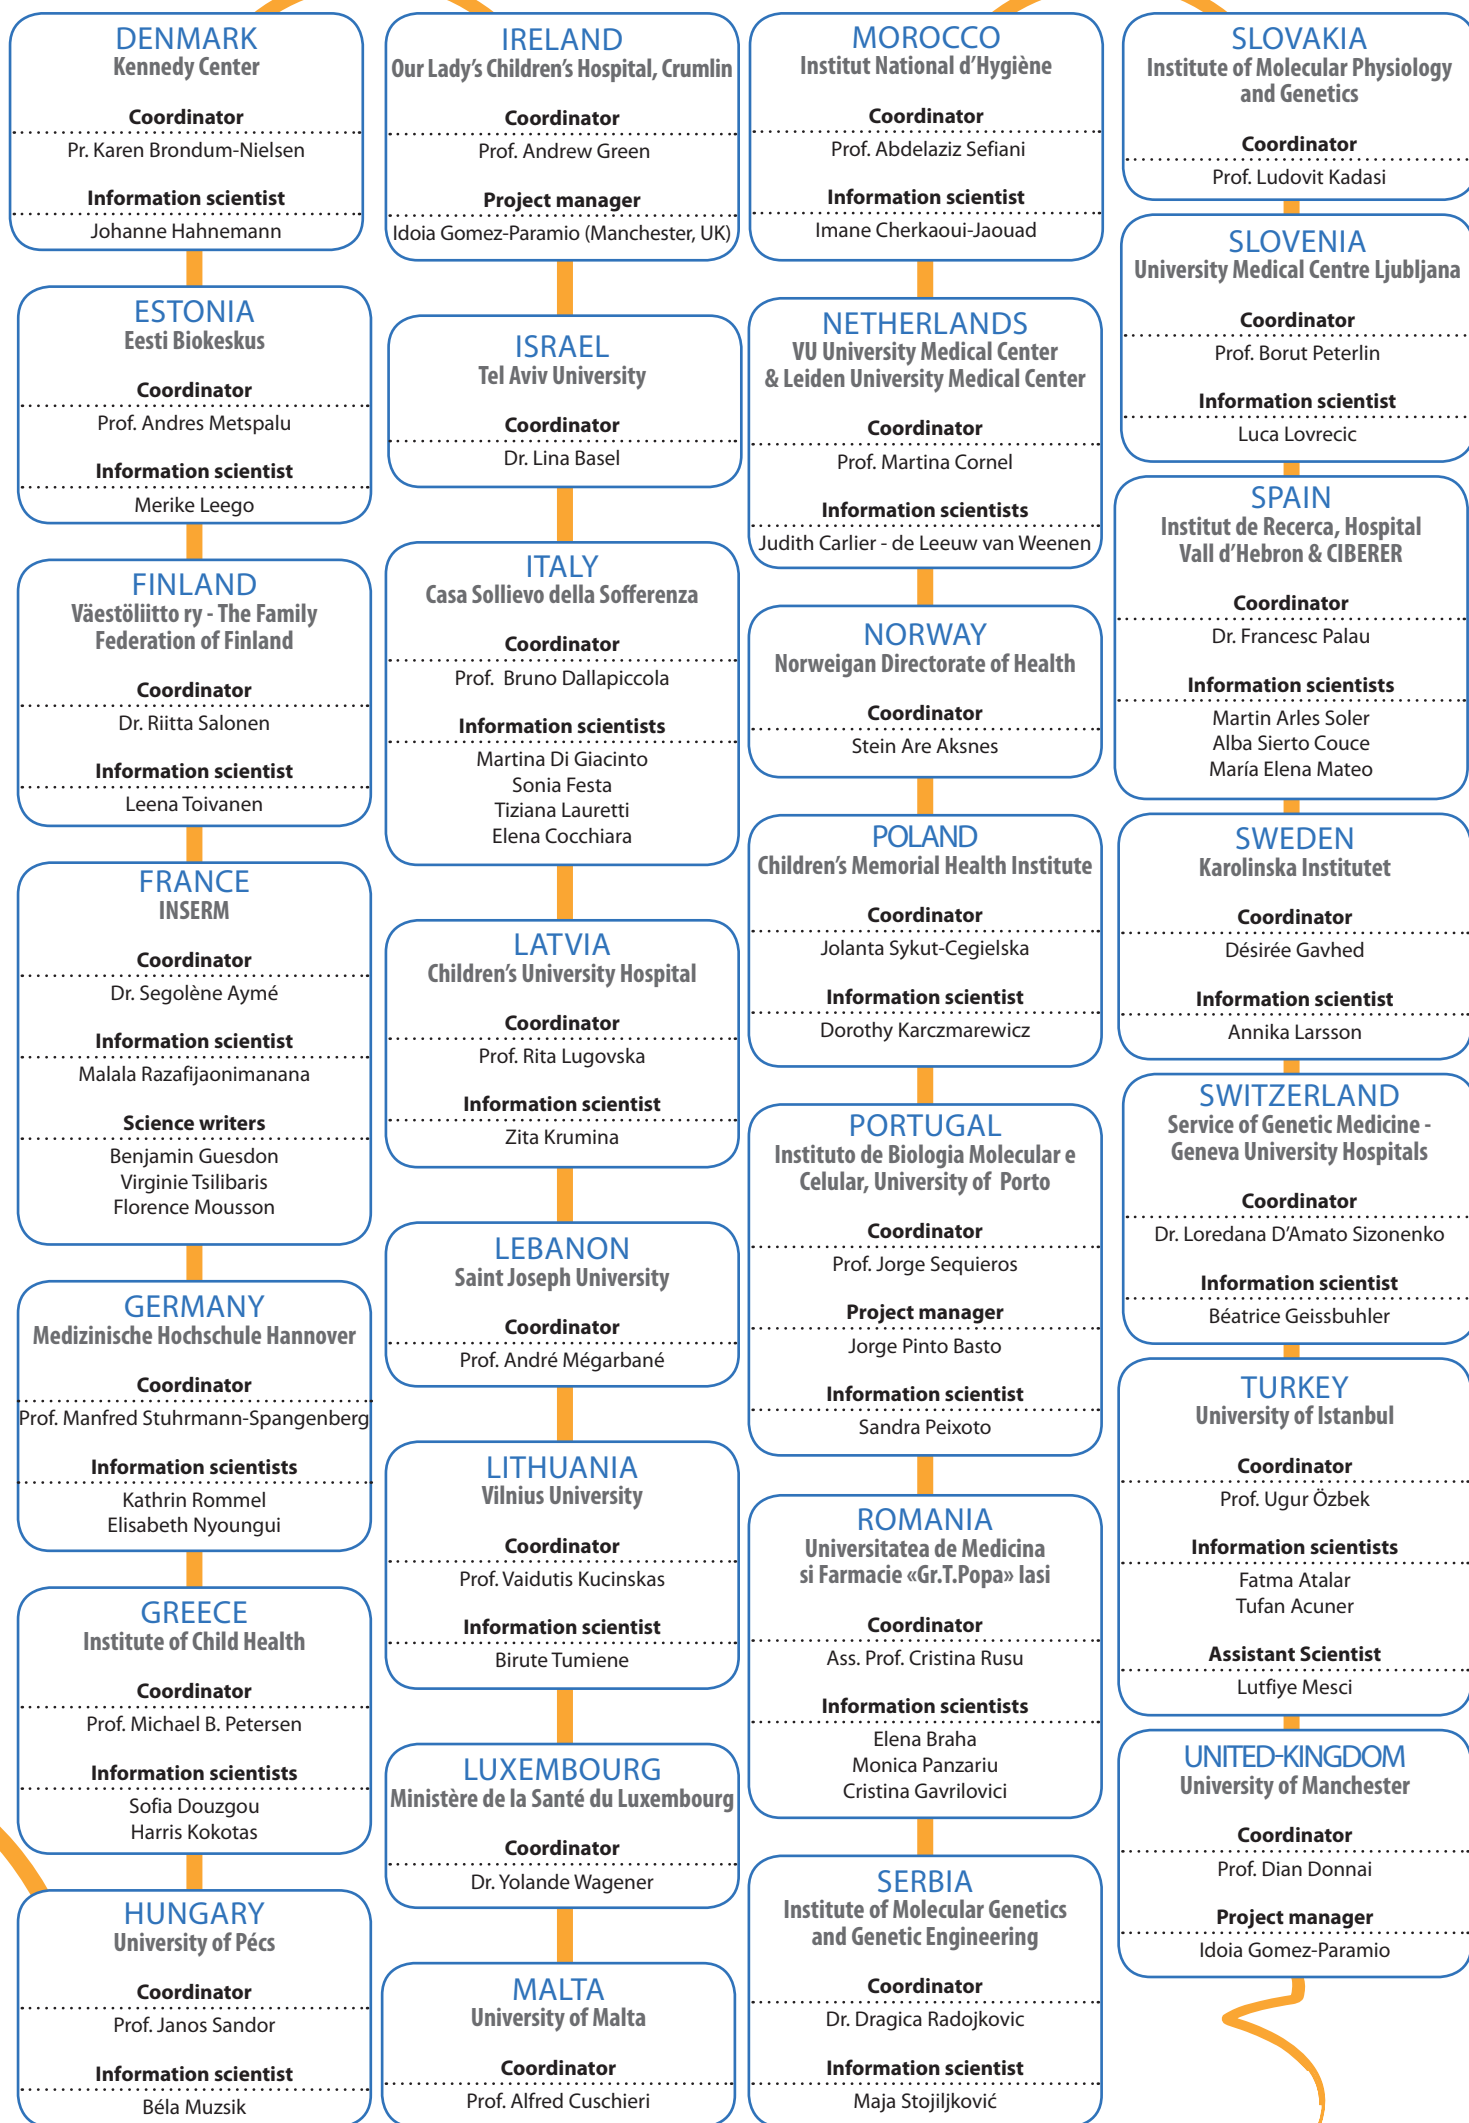 DENMARK
Kennedy Center
Coordinator
Pr. Karen Brondum-Nielsen
Information scientist
Johanne Hahnemann
ESTONIA
Eesti Biokeskus
Coordinator
Prof. Andres Metspalu
Information scientist
Merike Leego
FINLAND
Väestöliitto ry - The Family
Federation of Finland
Coordinator
Dr. Riitta Salonen
Information scientist
Leena Toivanen
FRANCE
INSERM
Coordinator
Dr. Segolène Aymé
Information scientist
Malala Razafijaonimanana
Science writers
Benjamin Guesdon
Virginie Tsilibaris
Florence Mousson
GERMANY
Medizinische Hochschule Hannover
Coordinator
Prof. Manfred Stuhrmann-Spangenberg
Information scientists
Kathrin Rommel
Elisabeth Nyoungui
GREECE
Institute of Child Health
Coordinator
Prof. Michael B. Petersen
Information scientists
Sofia Douzgou
Harris Kokotas
HUNGARY
University of Pécs
Coordinator
Prof. Janos Sandor
Information scientist
Béla Muzsik
IRELAND
Our Lady's Children's Hospital, Crumlin
Coordinator
Prof. Andrew Green
Project manager
Idoia Gomez-Paramio (Manchester, UK)
ISRAEL
Tel Aviv University
Coordinator
Dr. Lina Basel
ITALY
Casa Sollievo della Sofferenza
Coordinator
Prof. Bruno Dallapiccola
Information scientists
Martina Di Giacinto
Sonia Festa
Tiziana Lauretti
Elena Cocchiara
LATVIA
Children's University Hospital
Coordinator
Prof. Rita Lugovska
Information scientist
Zita Krumina
LEBANON
Saint Joseph University
Coordinator
Prof. André Mégarbané
LITHUANIA
Vilnius University
Coordinator
Prof. Vaidutis Kucinskas
Information scientist
Birute Tumiene
LUXEMBOURG
Ministère de la Santé du Luxembourg
Coordinator
Dr. Yolande Wagener
MALTA
University of Malta
Coordinator
Prof. Alfred Cuschieri
MOROCCO
Institut National d'Hygiène
Coordinator
Prof. Abdelaziz Sefiani
Information scientist
Imane Cherkaoui-Jaouad
NETHERLANDS
VU University Medical Center
& Leiden University Medical Center
Coordinator
Prof. Martina Cornel
Information scientists
Judith Carlier - de Leeuw van Weenen
NORWAY
Norweigan Directorate of Health
Coordinator
Stein Are Aksnes
POLAND
Children's Memorial Health Institute
Coordinator
Jolanta Sykut-Cegielska
Information scientist
Dorothy Karczmarewicz
PORTUGAL
Instituto de Biologia Molecular e
Celular, University of Porto
Coordinator
Prof. Jorge Sequieros
Project manager
Jorge Pinto Basto
Information scientist
Sandra Peixoto
ROMANIA
Universitatea de Medicina
si Farmacie «Gr.T.Popa» Iasi
Coordinator
Ass. Prof. Cristina Rusu
Information scientists
Elena Braha
Monica Panzariu
Cristina Gavrilovici
SERBIA
Institute of Molecular Genetics
and Genetic Engineering
Coordinator
Dr. Dragica Radojkovic
Information scientist
Maja Stojiljković
SLOVAKIA
Institute of Molecular Physiology
and Genetics
Coordinator
Prof. Ludovit Kadasi
SLOVENIA
University Medical Centre Ljubljana
Coordinator
Prof. Borut Peterlin
Information scientist
Luca Lovrecic
SPAIN
Institut de Recerca, Hospital
Vall d'Hebron & CIBERER
Coordinator
Dr. Francesc Palau
Information scientists
Martin Arles Soler
Alba Sierto Couce
María Elena Mateo
SWEDEN
Karolinska Institutet
Coordinator
Désirée Gavhed
Information scientist
Annika Larsson
SWITZERLAND
Service of Genetic Medicine -
Geneva University Hospitals
Coordinator
Dr. Loredana D'Amato Sizonenko
Information scientist
Béatrice Geissbuhler
TURKEY
University of Istanbul
Coordinator
Prof. Ugur Özbek
Information scientists
Fatma Atalar
Tufan Acuner
Assistant Scientist
Lutfiye Mesci
UNITED-KINGDOM
University of Manchester
Coordinator
Prof. Dian Donnai
Project manager
Idoia Gomez-Paramio